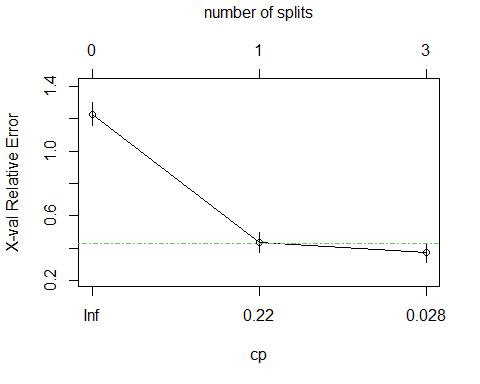 number of splits
0 1 3
X-val Relative Error
1.4
1.0
0.6
0.2
Inf 0.22 0.028
cp